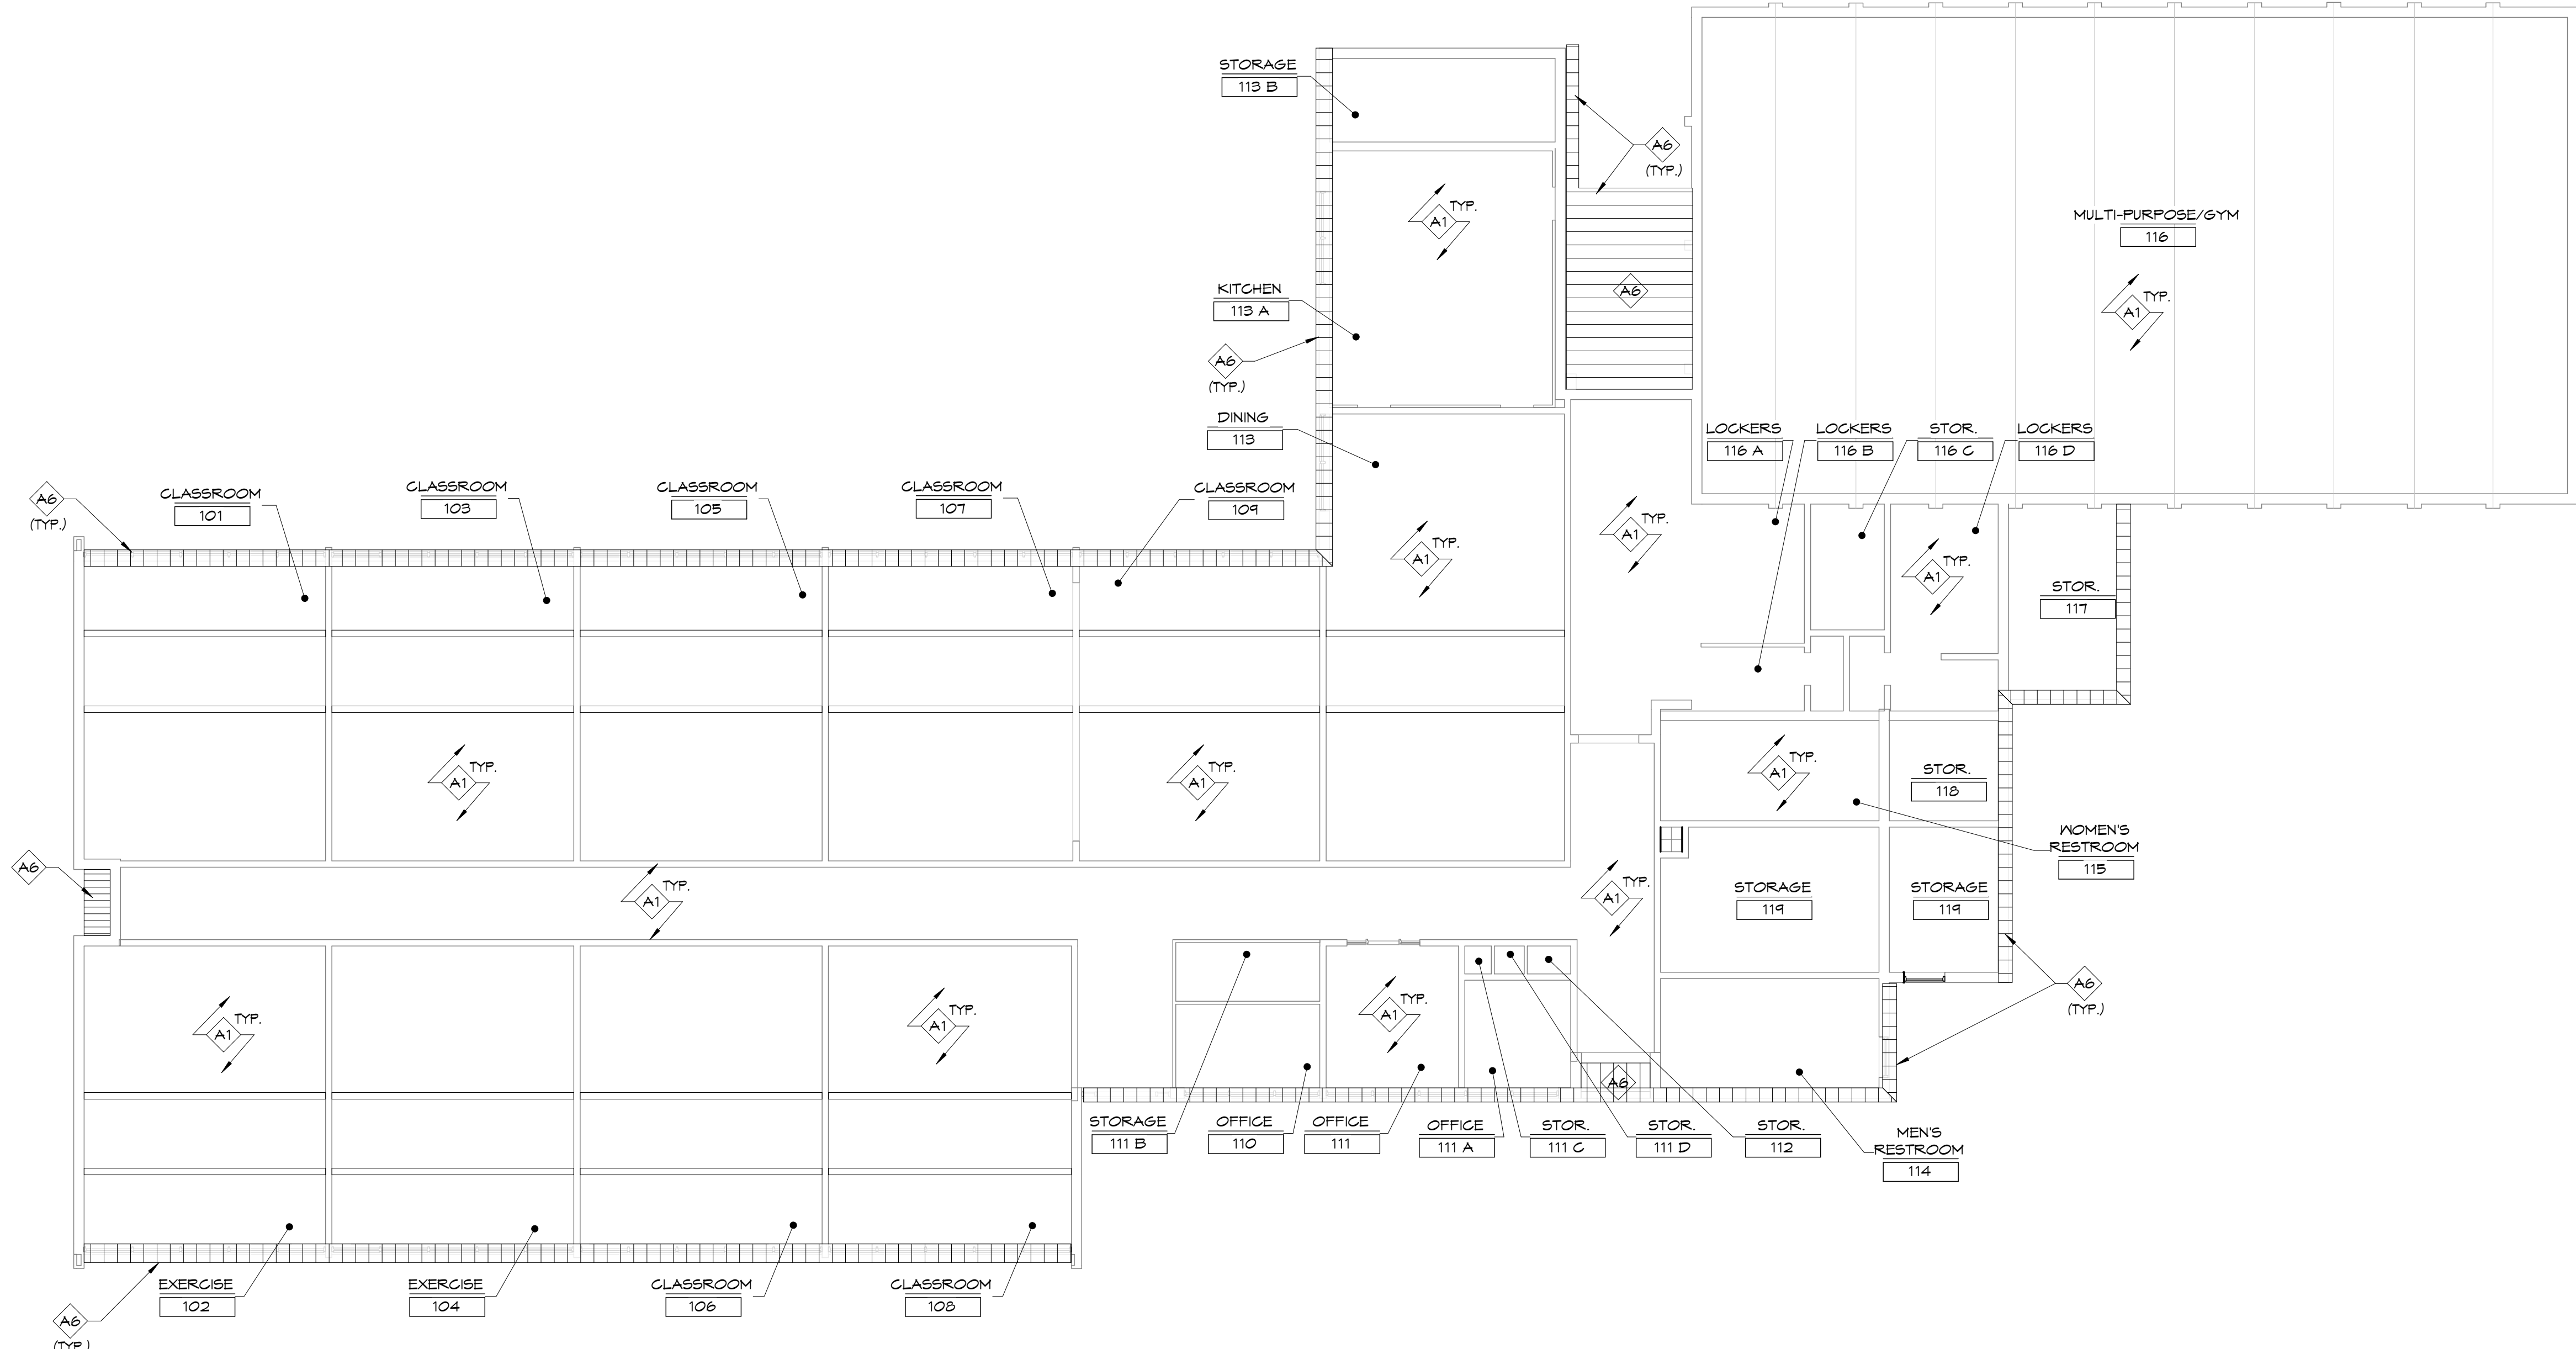 STORAGE
113 B
A6
(TYP.)
TYP.
A1
MULTI-PURPOSE/GYM
116
KITCHEN
113 A
A6
TYP.
A1
A6
(TYP.)
DINING
113
LOCKERS
116 A
LOCKERS
116 B
STOR.
116 C
LOCKERS
116 D
A6
(TYP.)
CLASSROOM
101
CLASSROOM
103
CLASSROOM
105
CLASSROOM
107
CLASSROOM
109
TYP.
A1
TYP.
A1
TYP.
A1
STOR.
117
TYP.
A1
TYP.
A1
TYP.
A1
STOR.
118
WOMEN'S
RESTROOM
115
A6
TYP.
A1
TYP.
A1
STORAGE
119
STORAGE
119
A6
(TYP.)
TYP.
A1
TYP.
A1
TYP.
A1
A6
STORAGE
111 B
OFFICE
110
OFFICE
111
OFFICE
111 A
STOR.
111 C
STOR.
111 D
STOR.
112
MEN'S
RESTROOM
114
EXERCISE
102
EXERCISE
104
CLASSROOM
106
CLASSROOM
108
A6
(TYP.)